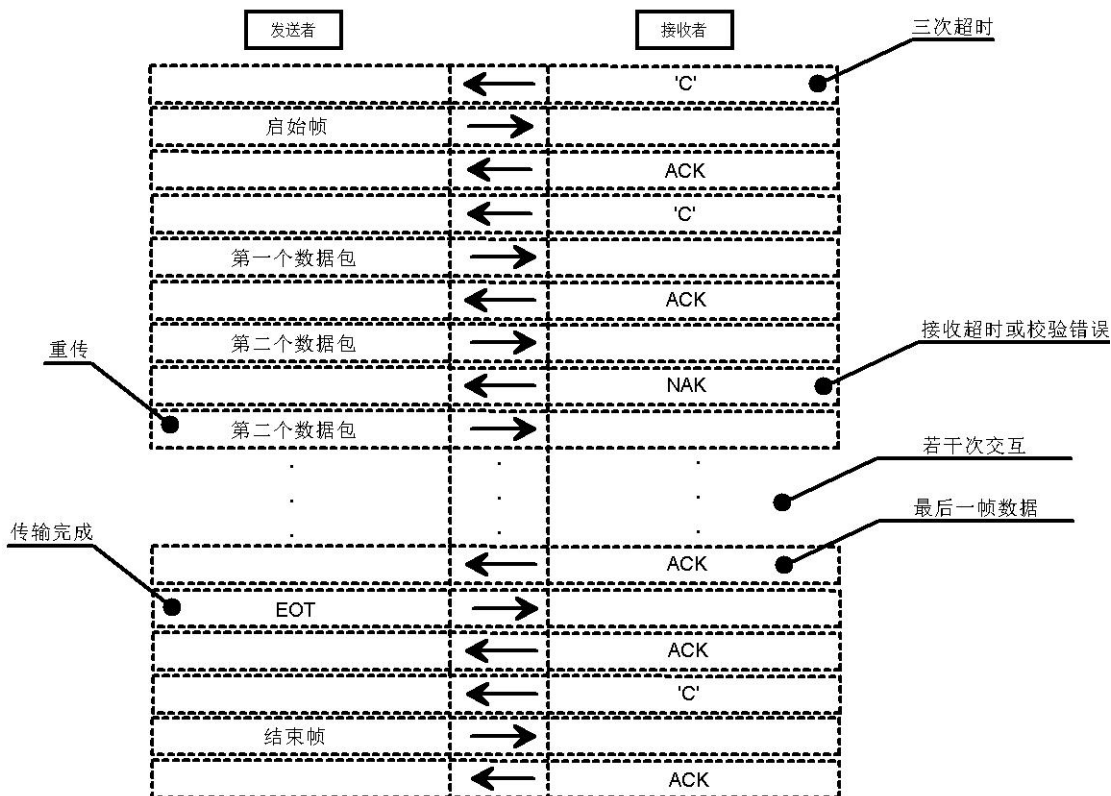 发送者
接收者
三次超时
'C'
启始帧
ACK
'C'
第一个数据包
ACK
第二个数据包
接收超时或校验错误
重传
NAK
第二个数据包
若干次交互
最后一帧数据
传输完成
ACK
EOT
ACK
'C'
结束帧
ACK